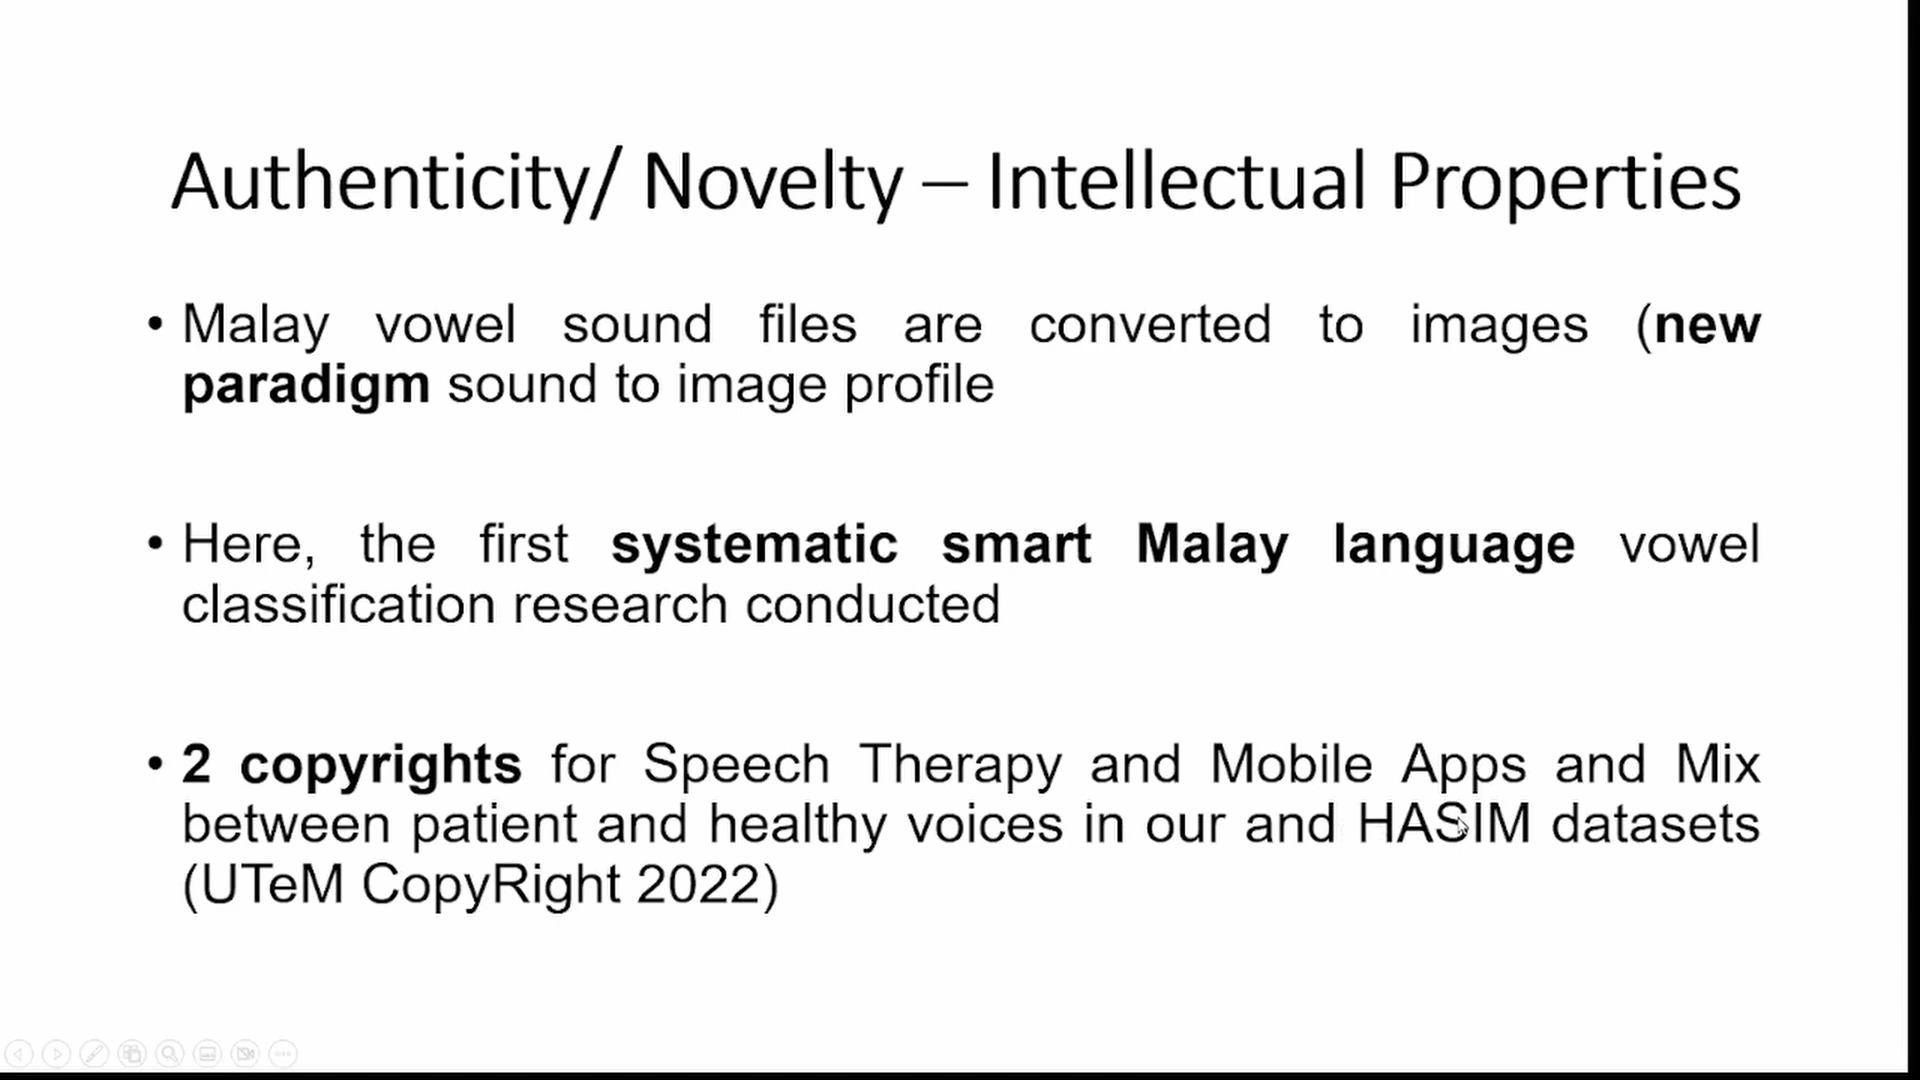 Authenticity/ Novelty – Intellectual Properties
• Malay vowel sound files are converted to images (new
paradigm sound to image profile
• Here, the first systematic smart Malay language vowel
classification research conducted
• 2 copyrights for Speech Therapy and Mobile Apps and Mix
between patient and healthy voices in our and HASIM datasets
(UTeM CopyRight 2022)